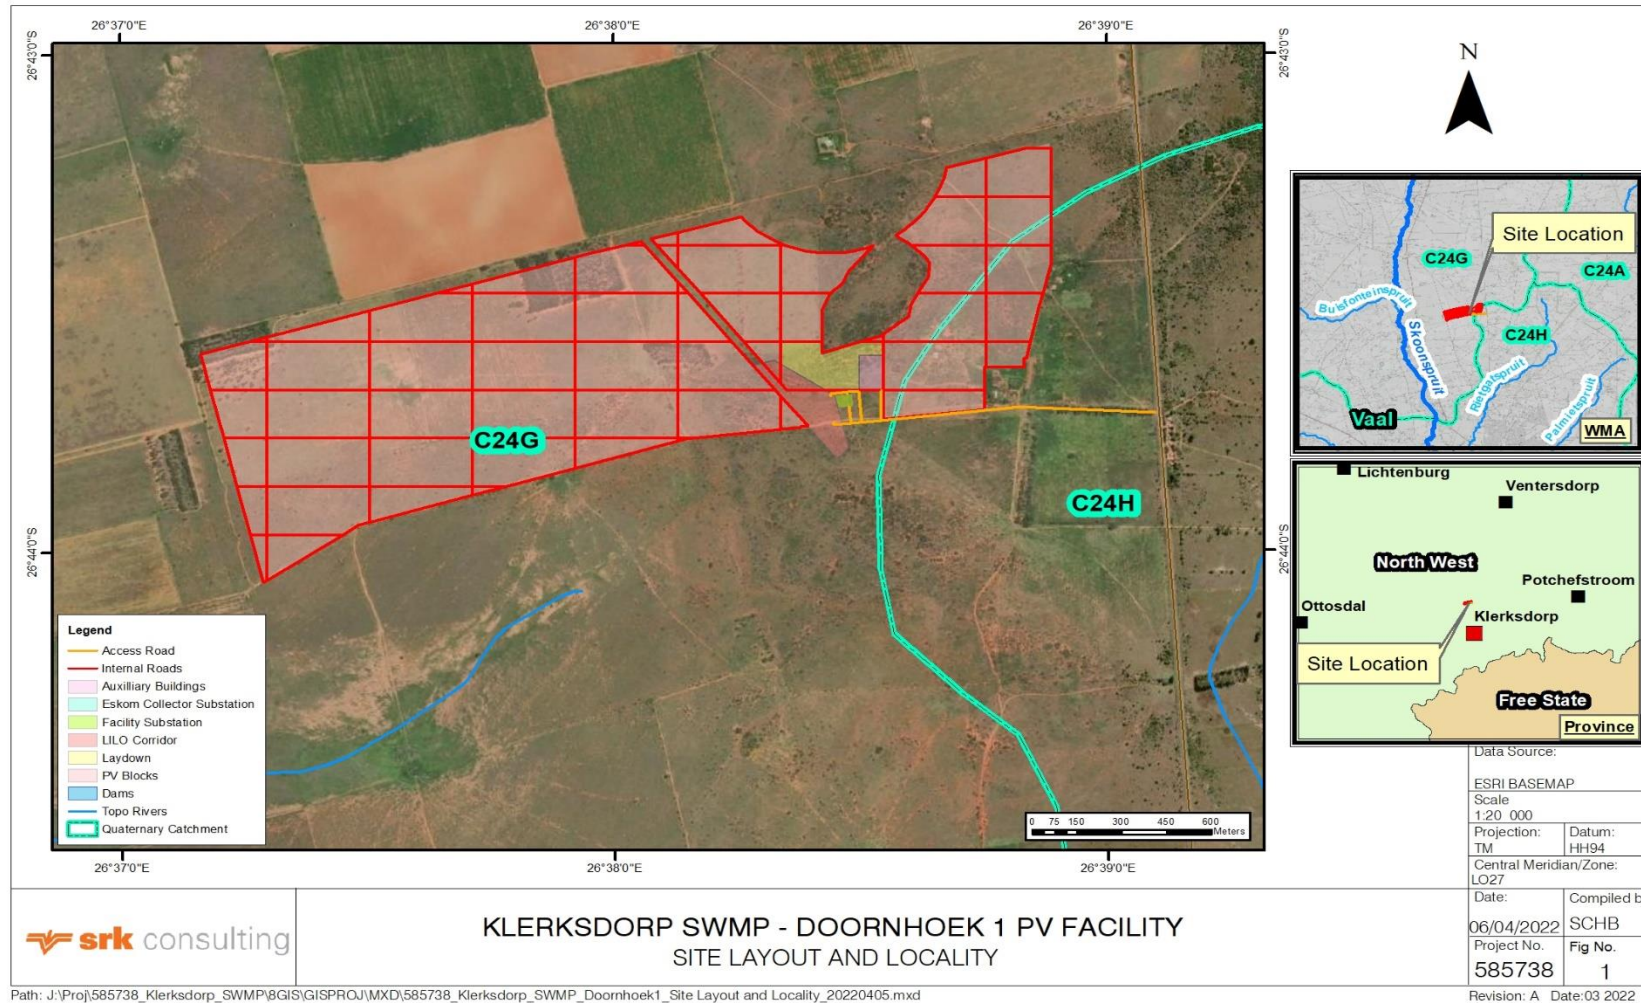 26°37'0"E
26°38'0"E
26°39'0"E
26°43'0"S
26°43'0"S
N
C24G
C24H
26°44'0"S
26°44'0"S
Legend
Access Road
Internal Roads
Auxilliary Buildings
Eskom Collector Substation
Facility Substation
LILO Corridor
Laydown
PV Blocks
Dams
Topo Rivers
Quaternary Catchment
0 75 150 300 450 600
Meters
26°37'0"E
26°38'0"E
26°39'0"E
Site Location
C24G
C24A
Buisfonteinspruit
Skoonspruit
C24H
Rietgatspruit
Palmietspruit
Vaal
WMA
Lichtenburg
Ventersdorp
North West
Potchefstroom
Ottosdal
Klerksdorp
Site Location
Free State
Province
Data Source:
ESRI BASEMAP
Scale
1:20 000
Projection:
TM
Datum:
HH94
Central Meridian/Zone:
LO27
Date:
06/04/2022
Compiled b
SCHB
Project No.
585738
Fig No.
1
srk consulting
KLERKSDORP SWMP - DOORNHOEK 1 PV FACILITY
SITE LAYOUT AND LOCALITY
Path: J:\Proj\585738_Klerksdorp_SWMP\8GIS\GISPROJ\MXD\585738_Klerksdorp_SWMP_Doornhoek1_Site Layout and Locality_20220405.mxd
Revision: A Date:03 2022